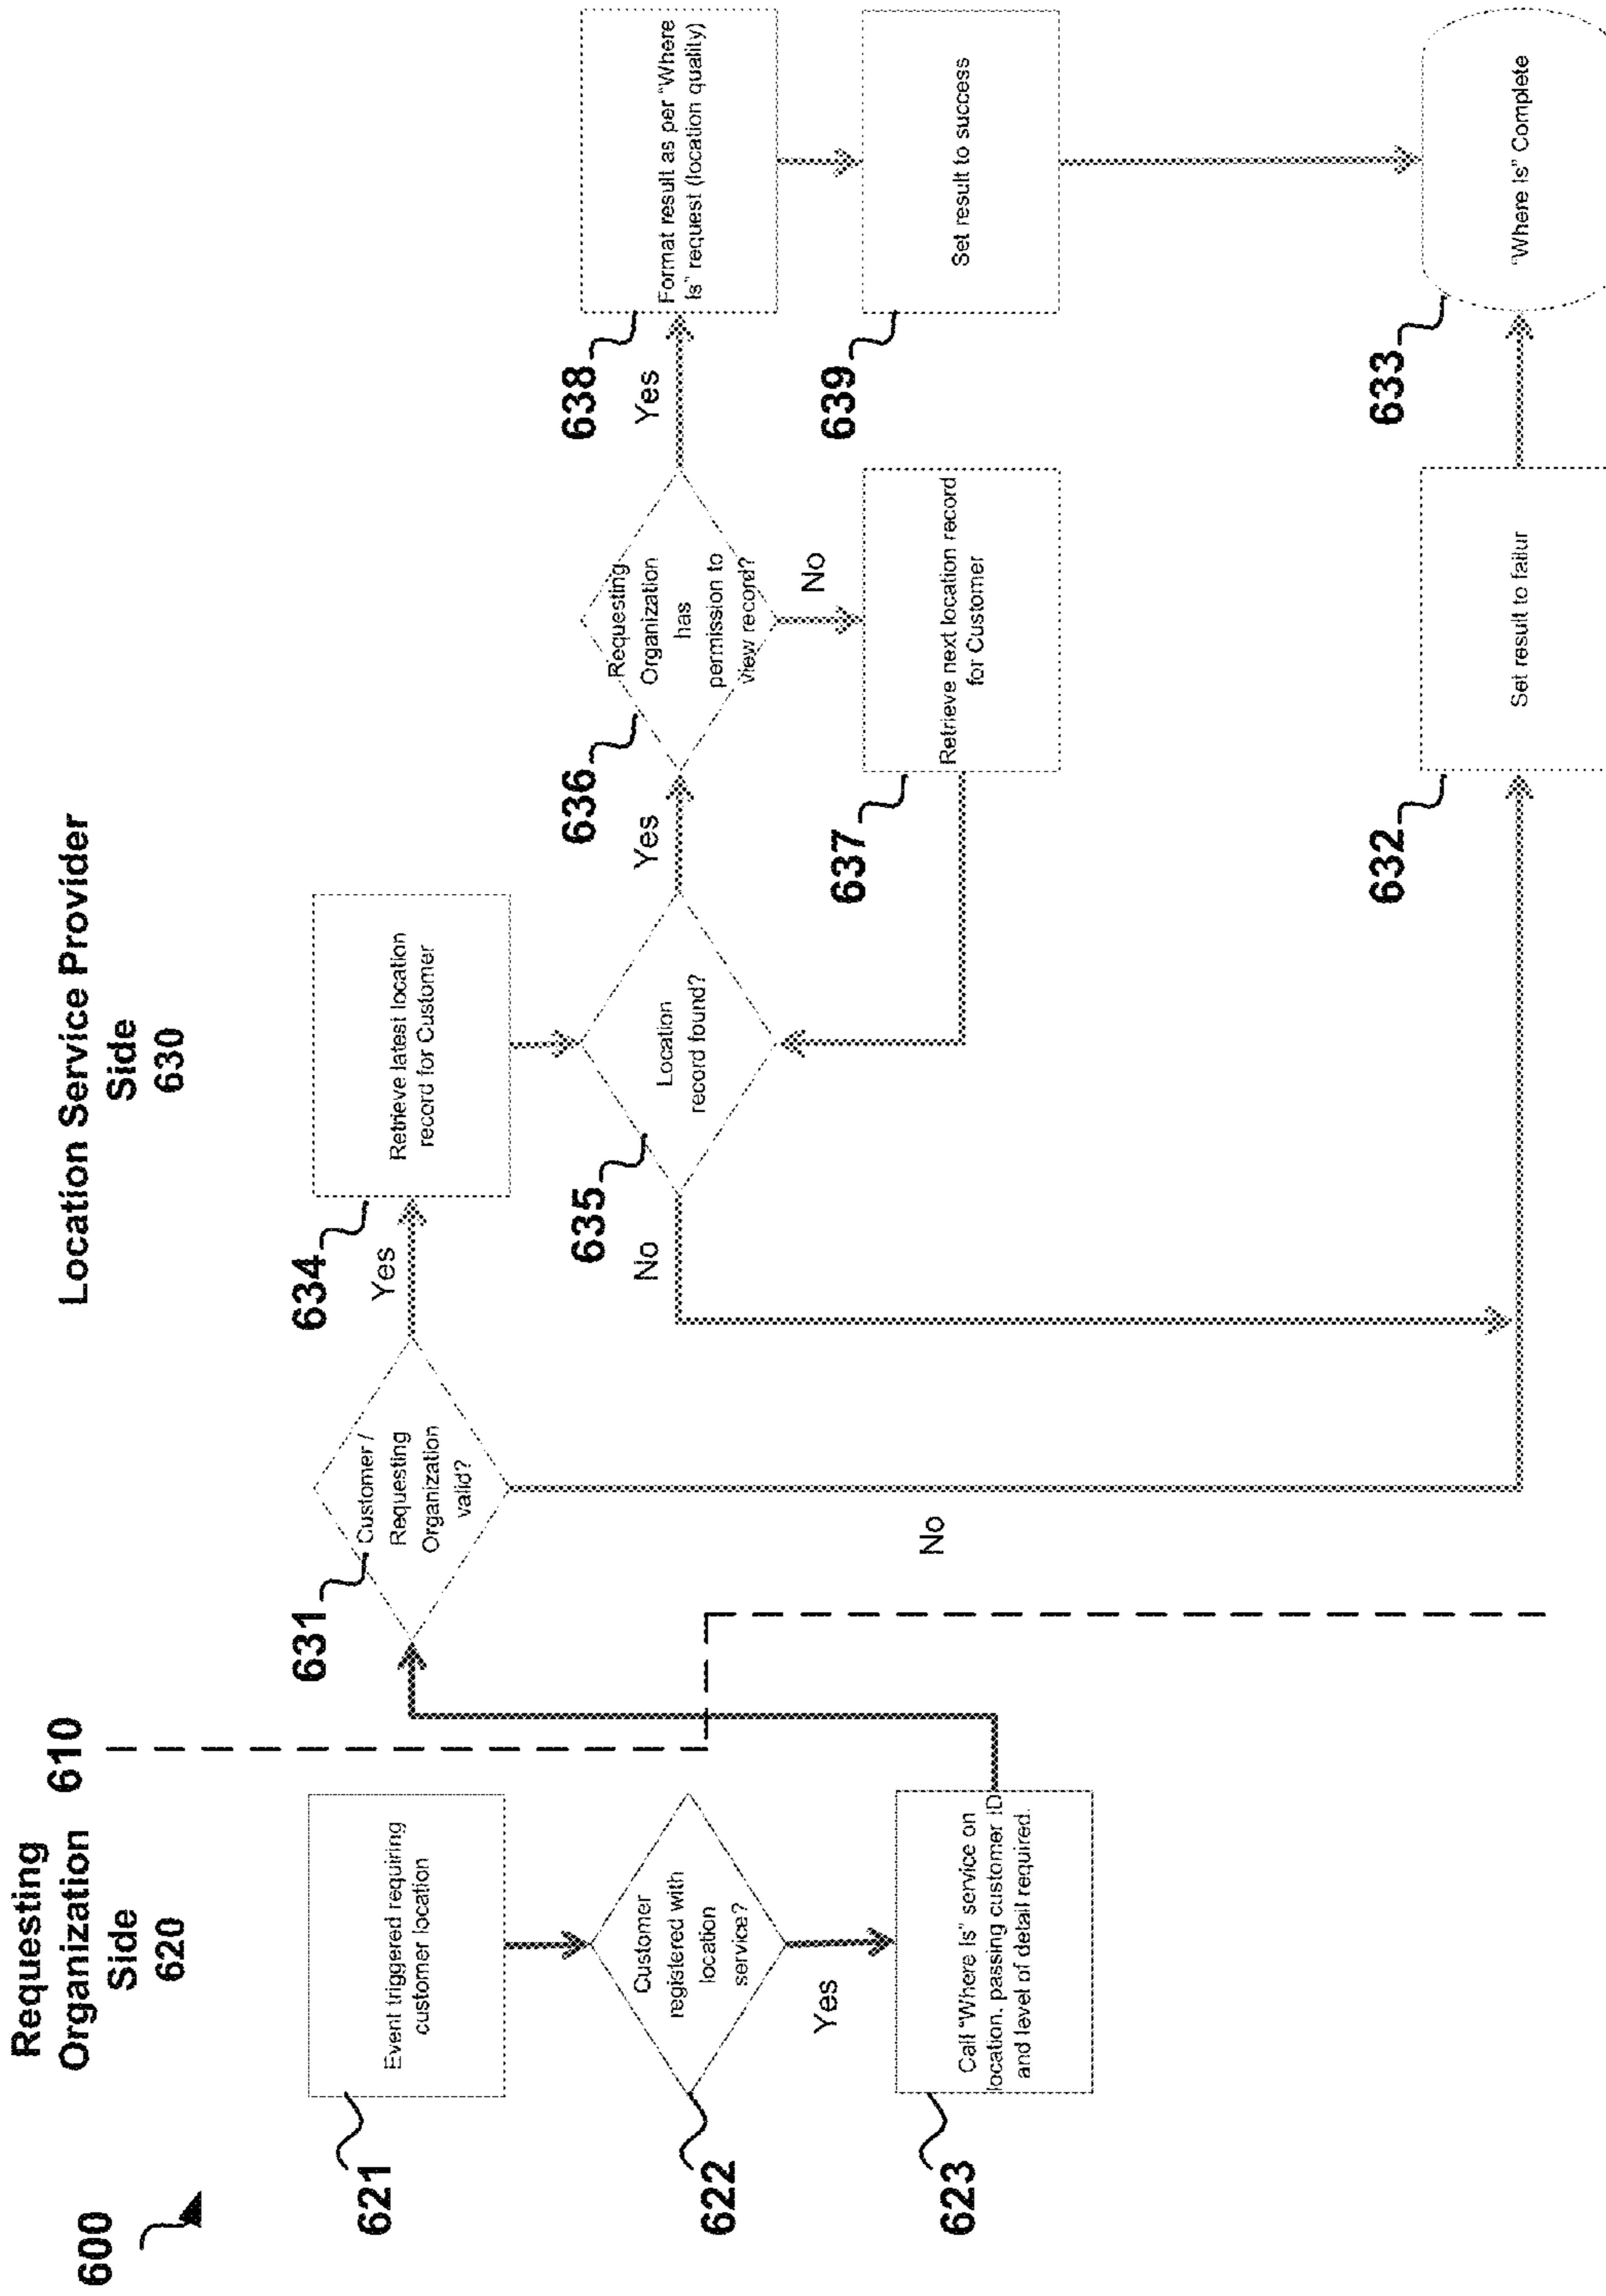 600
Requesting
Organization
Side
620
610
Location Service Provider
Side
630
621
Event triggered requiring
customer location
622
Customer
registered with
location
service?
Yes
623
Call "Where Is" service on
location, passing customer ID
and level of detail required.
631
Customer /
Requesting
Organization
valid?
Yes
No
634
Retrieve latest location
record for Customer
635
Location
record found?
No
Yes
636
Requesting
Organization
has
permission to
view record?
Yes
No
637
Retrieve next location record
for Customer
638
Format result as per "Where
Is" request (location quality)
639
Set result to success
632
Set result to failur
633
"Where Is" Complete